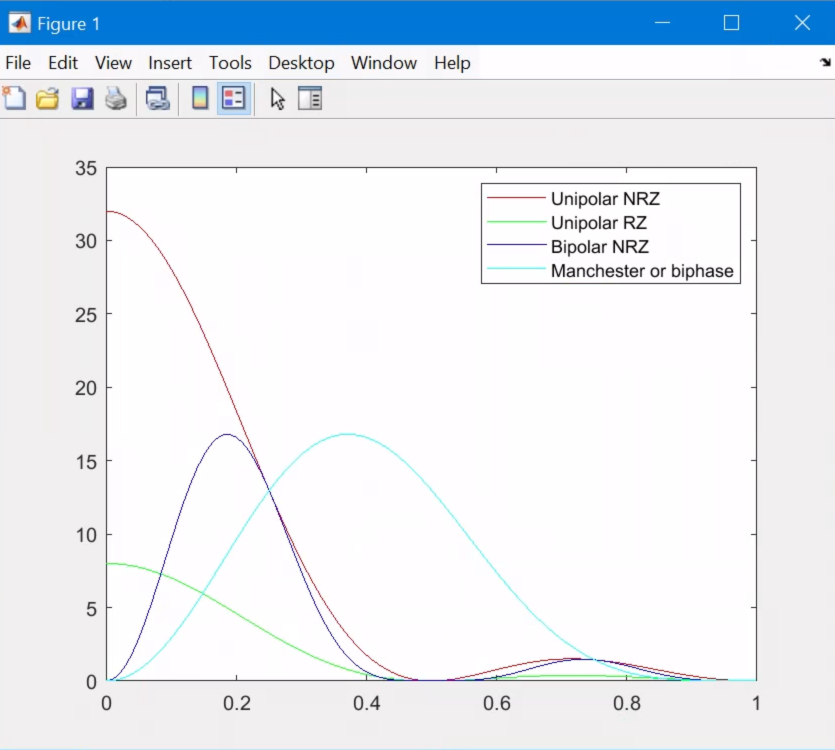 Figure 1
File Edit View Insert Tools Desktop Window Help
35
30
25
20
15
10
5
0
Unipolar NRZ
Unipolar RZ
Bipolar NRZ
Manchester or biphase
0 0.2 0.4 0.6 0.8 1